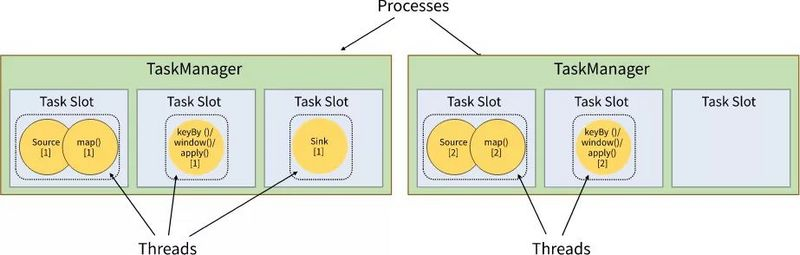 Processes
TaskManager
TaskManager
Task Slot
Task Slot
Task Slot
Task Slot
Task Slot
Task Slot
Source
[1]
map()
[1]
keyBy ()/
window()/
apply()
[1]
Sink
[1]
Source
[2]
map()
[2]
keyBy ()/
window()/
apply()
[2]
Threads
Threads